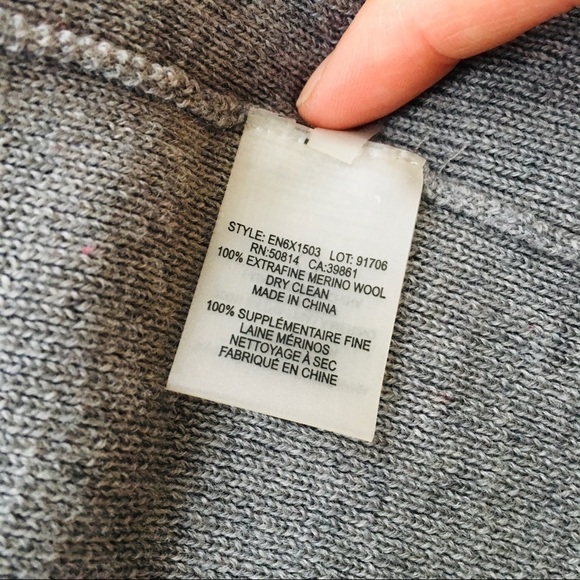 STYLE: EN6X1503 LOT: 91706
RN:50814 CA:39861
100% EXTRAFINE MERINO WOOL
DRY CLEAN
MADE IN CHINA
100% SUPPLÉMENTAIRE FINE
LAINE MÉRINOS
NETTOYAGE À SEC
FABRIQUÉ EN CHINE